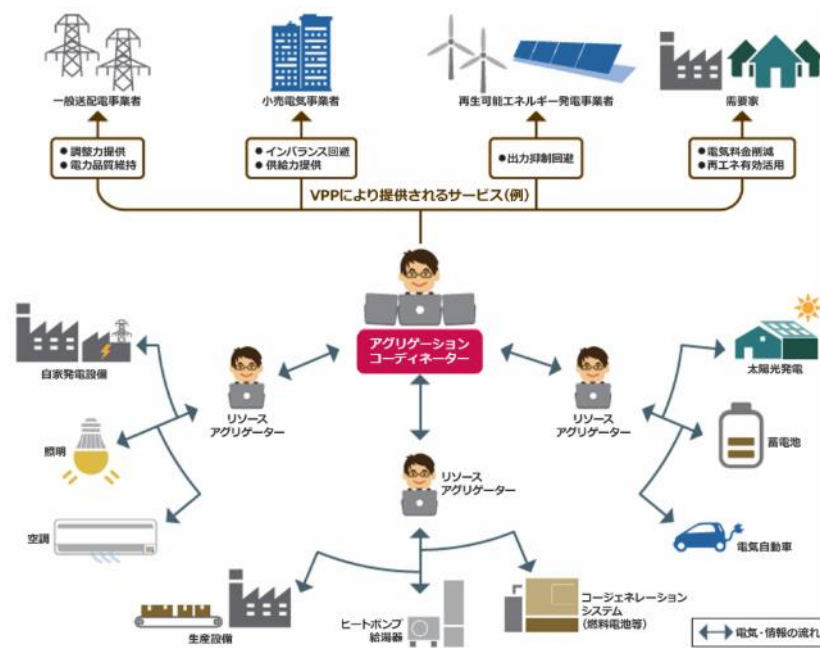 一般送配電事業者
小売電気事業者
再生可能エネルギー発電事業者
需要家
●調整力提供
●電力品質維持
●インバランス回避
●供給力提供
●出力抑制回避
●電気料金削減
●再エネ有効活用
VPPにより提供されるサービス(例)
アグリゲーション
コーディネーター
自家発電設備
リソース
アグリゲーター
リソース
アグリゲーター
太陽光発電
照明
蓄電池
リソース
アグリゲーター
空調
電気自動車
生産設備
ヒートポンプ
給湯器
コージェネレーション
システム
(燃料電池等)
電気・情報の流れ